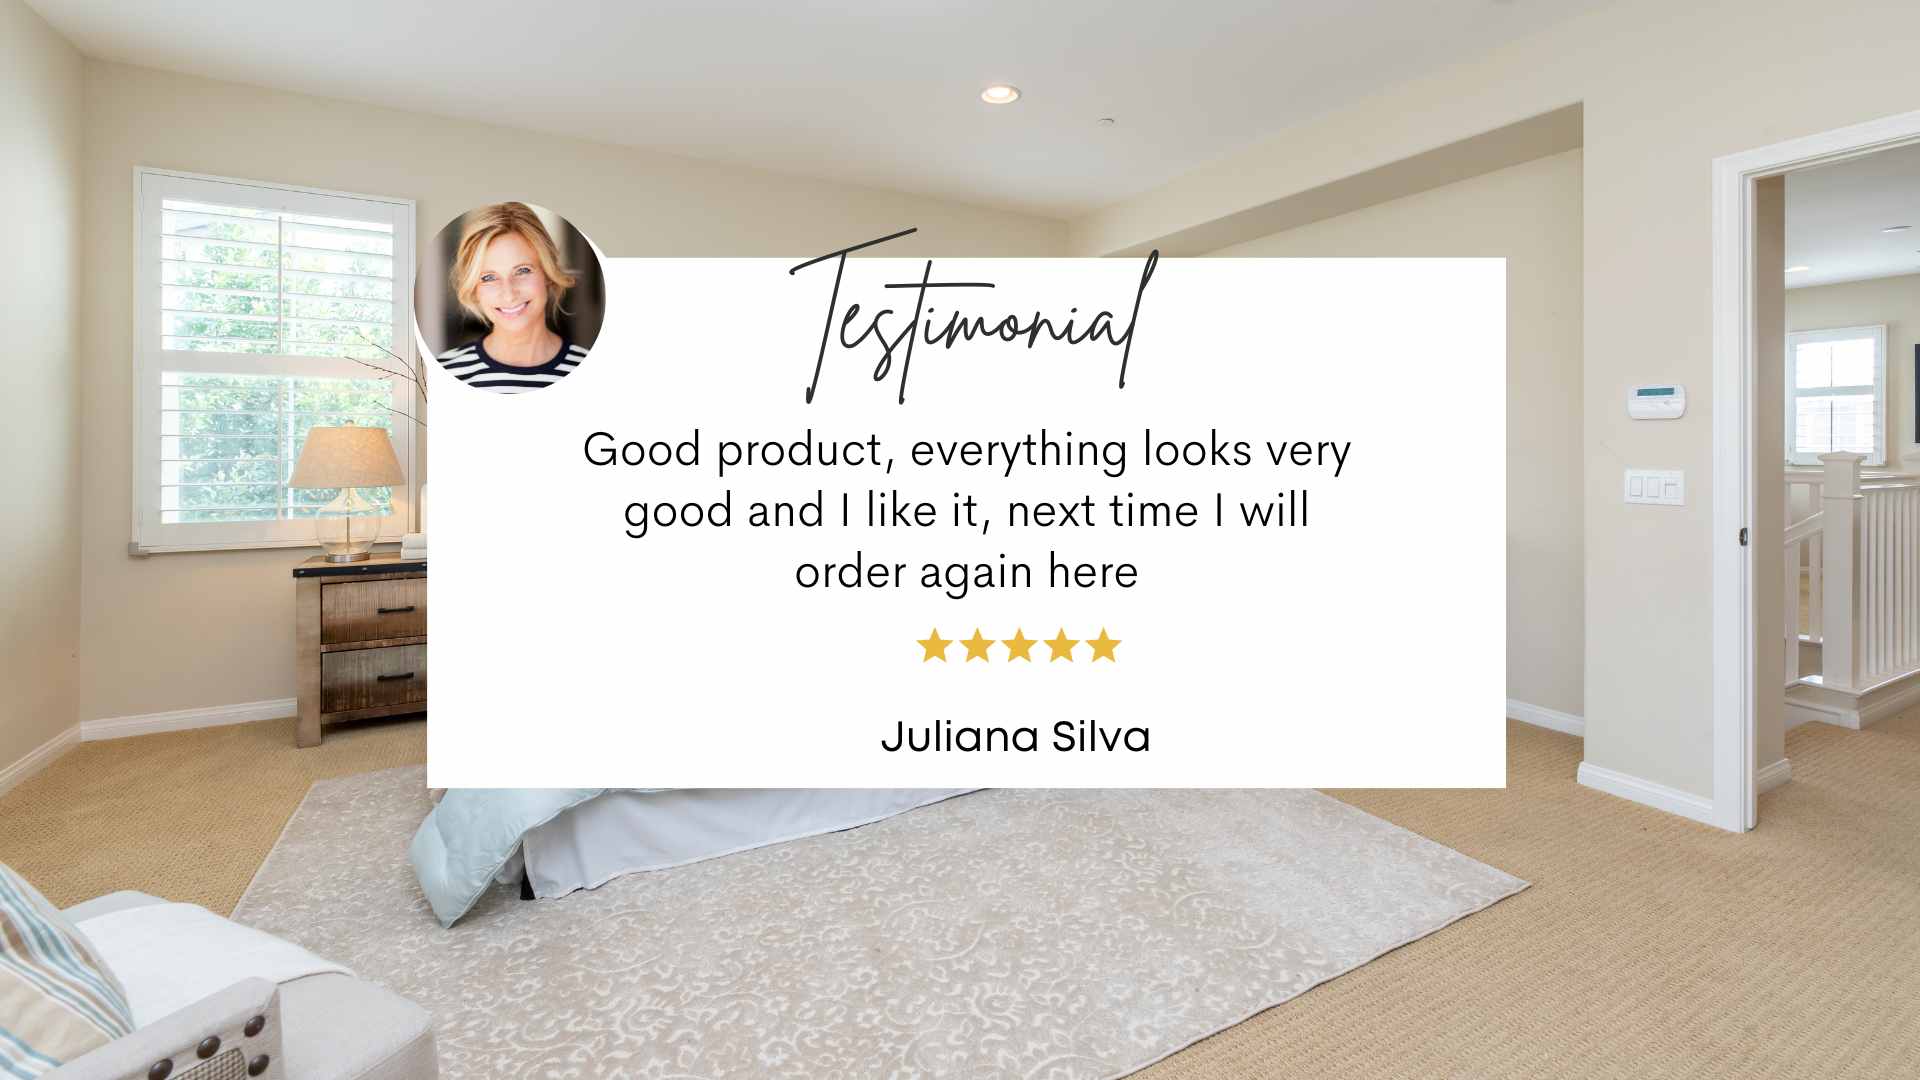 Testimonial
Good product, everything looks very
good and I like it, next time I will
order again here
Juliana Silva